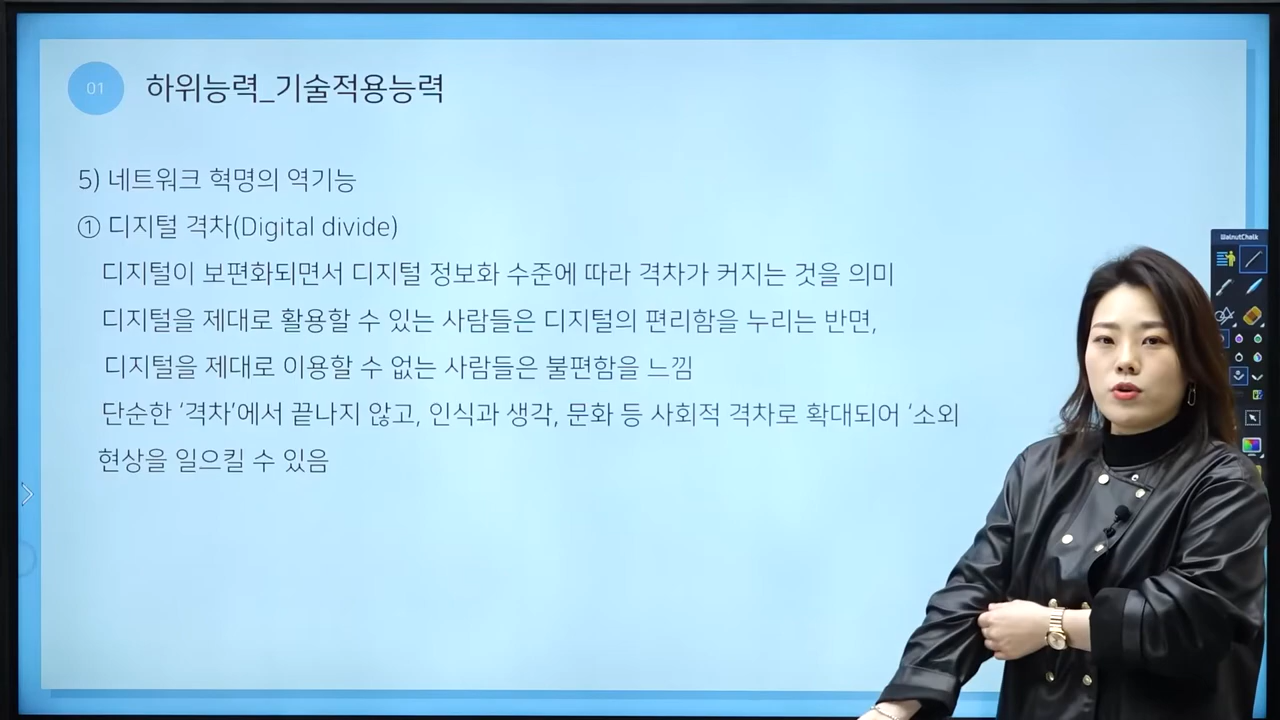 01
하위능력_기술적용능력
5) 네트워크 혁명의 역기능
① 디지털 격차(Digital divide)
디지털이 보편화되면서 디지털 정보화 수준에 따라 격차가 커지는 것을 의미
디지털을 제대로 활용할 수 있는 사람들은 디지털의 편리함을 누리는 반면,
디지털을 제대로 이용할 수 없는 사람들은 불편함을 느낌
단순한 ‘격차’에서 끝나지 않고, 인식과 생각, 문화 등 사회적 격차로 확대되어 ‘소외
현상을 일으킬 수 있음
WalnutChalk